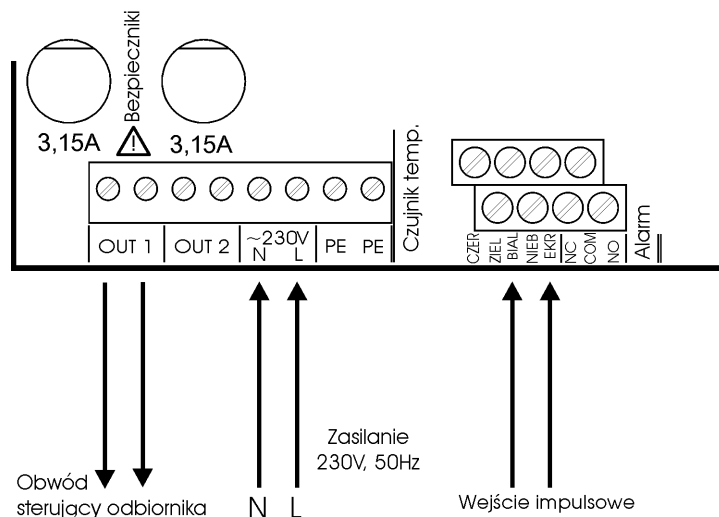 Bezpieczniki
3,15A
3,15A
Czujnik temp.
OUT 1
OUT 2
~230V
N L
PE PE
CZER
ZIEL
BIAL
NIEB
EKR
NC
COM
NO
Alarm
Zasilanie
230V, 50Hz
Obwód
sterujący odbiornika
N L
Wejście impulsowe